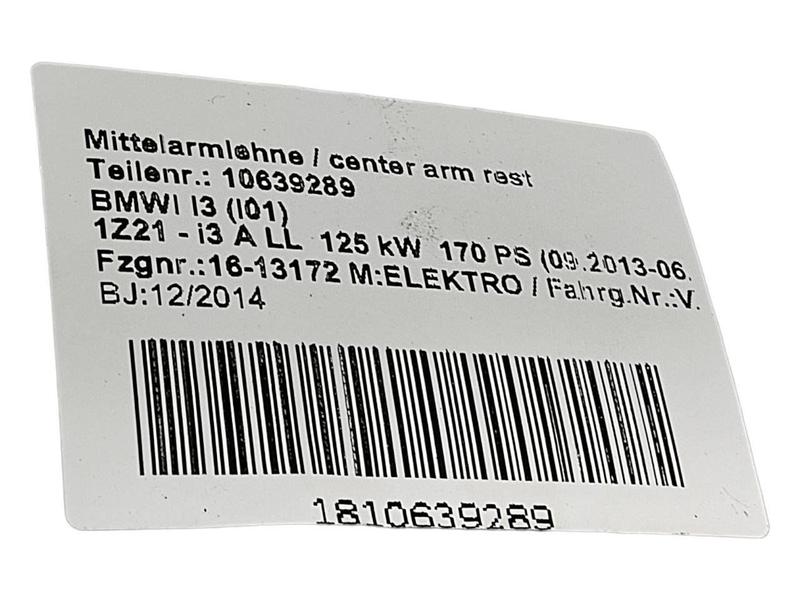 Mittelarmlehne / center arm rest
Teilenr.: 10639289
BMWI I3 (I01)
1Z21 - i3 A LL 125 kW 170 PS (09.2013-06.
Fzgnr.:16-13172 M:ELEKTRO / Fahrg.Nr.:V.
BJ:12/2014
1810639289